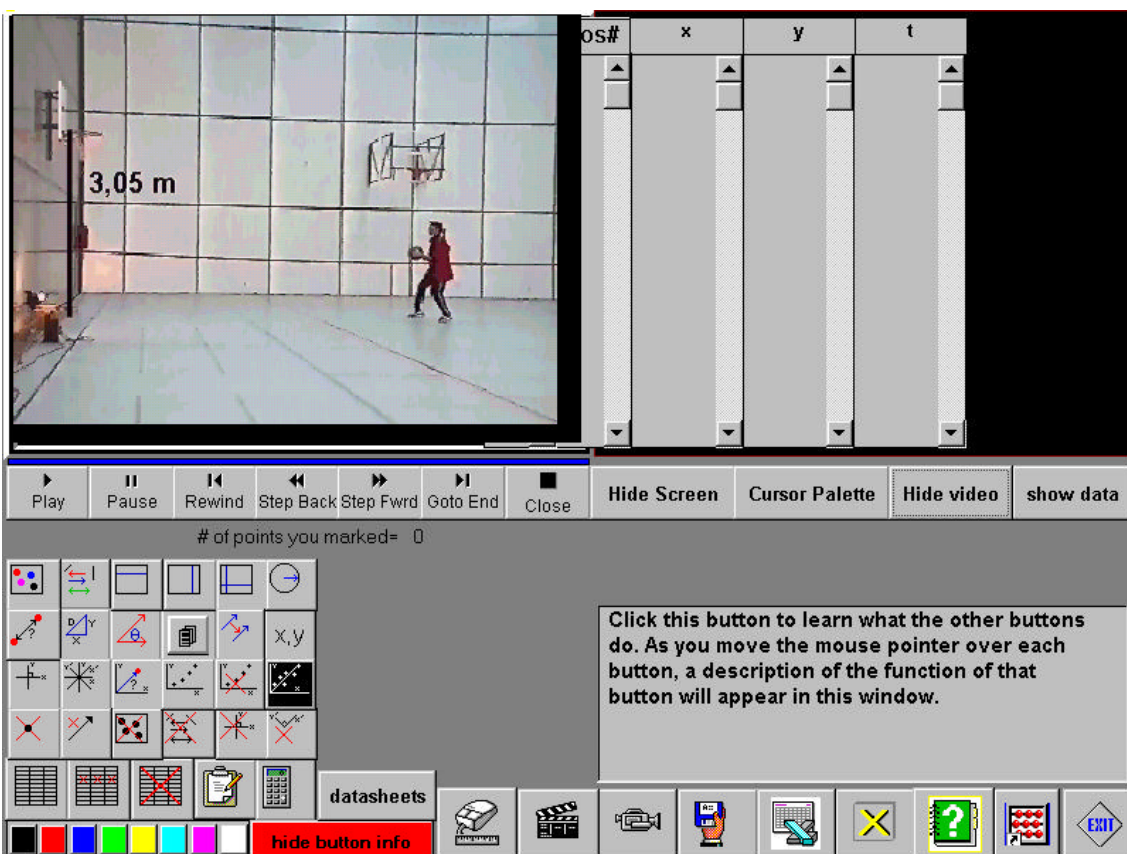 os# x y t
3,05 m
Play Pause Rewind Step Back Step Fwrd Goto End Close Hide Screen Cursor Palette Hide video show data
# of points you marked= 0
Click this button to learn what the other buttons
do. As you move the mouse pointer over each
button, a description of the function of that
button will appear in this window.
x,y
datasheets
hide button info
EXIT